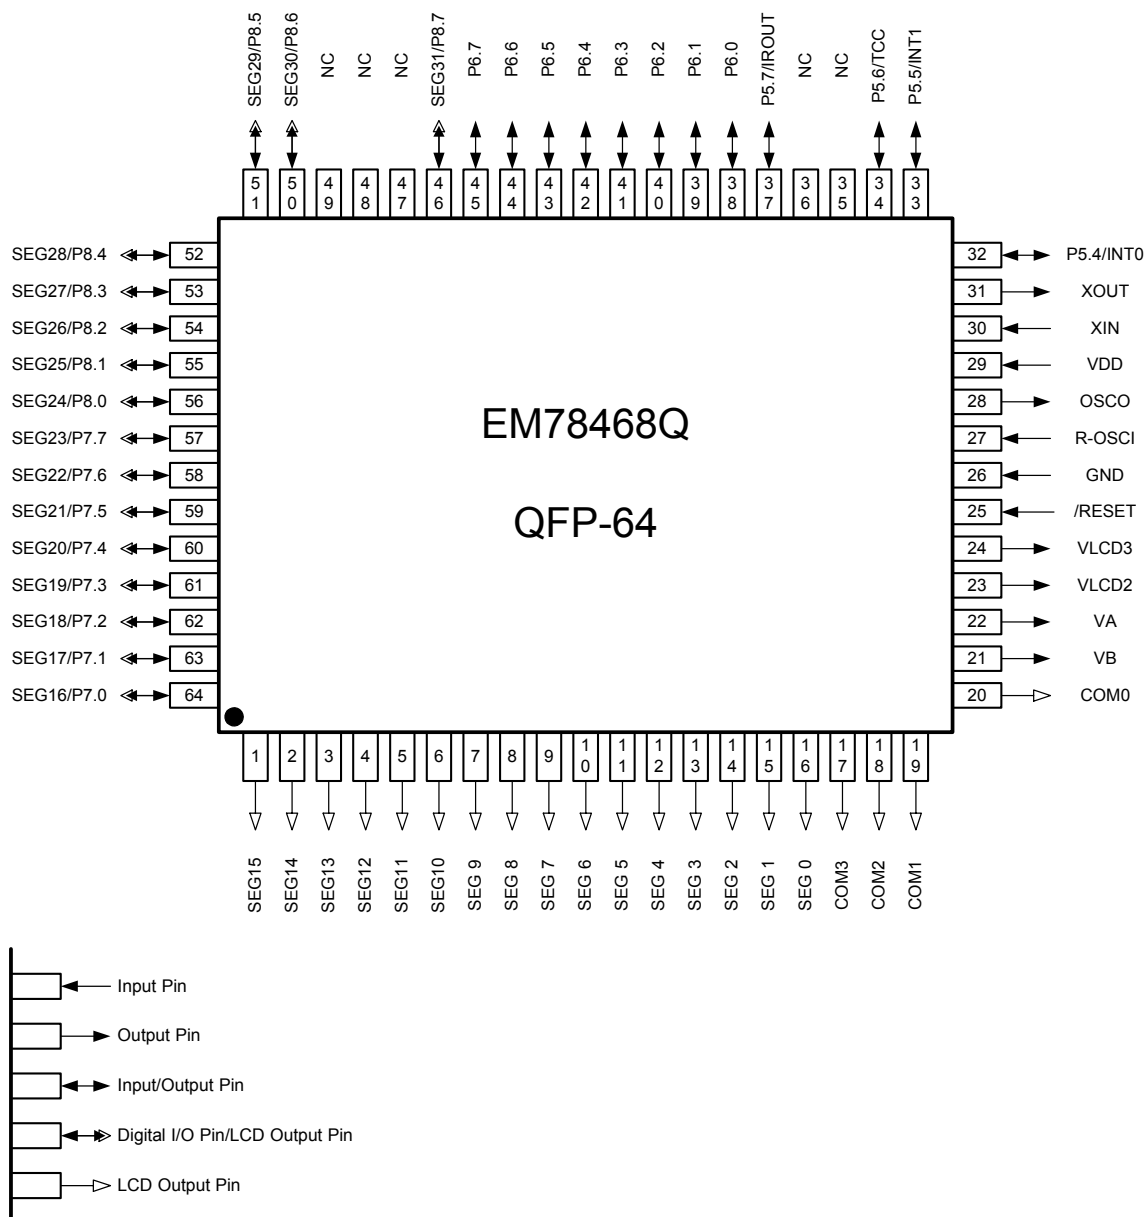 SEG29/P8.5
SEG30/P8.6
NC
NC
NC
SEG31/P8.7
P6.7
P6.6
P6.5
P6.4
P6.3
P6.2
P6.1
P6.0
P5.7/IROUT
NC
NC
P5.6/TCC
P5.5/INT1
51
50
49
48
47
46
45
44
43
42
41
40
39
38
37
36
35
34
33
SEG28/P8.4 52
SEG27/P8.3 53
SEG26/P8.2 54
SEG25/P8.1 55
SEG24/P8.0 56
SEG23/P7.7 57
SEG22/P7.6 58
SEG21/P7.5 59
SEG20/P7.4 60
SEG19/P7.3 61
SEG18/P7.2 62
SEG17/P7.1 63
SEG16/P7.0 64
EM78468Q
QFP-64
32 P5.4/INT0
31 XOUT
30 XIN
29 VDD
28 OSCO
27 R-OSCI
26 GND
25 /RESET
24 VLCD3
23 VLCD2
22 VA
21 VB
20 COM0
1
2
3
4
5
6
7
8
9
10
11
12
13
14
15
16
17
18
19
SEG15
SEG14
SEG13
SEG12
SEG11
SEG10
SEG 9
SEG 8
SEG 7
SEG 6
SEG 5
SEG 4
SEG 3
SEG 2
SEG 1
SEG 0
COM3
COM2
COM1
Input Pin
Output Pin
Input/Output Pin
Digital I/O Pin/LCD Output Pin
LCD Output Pin